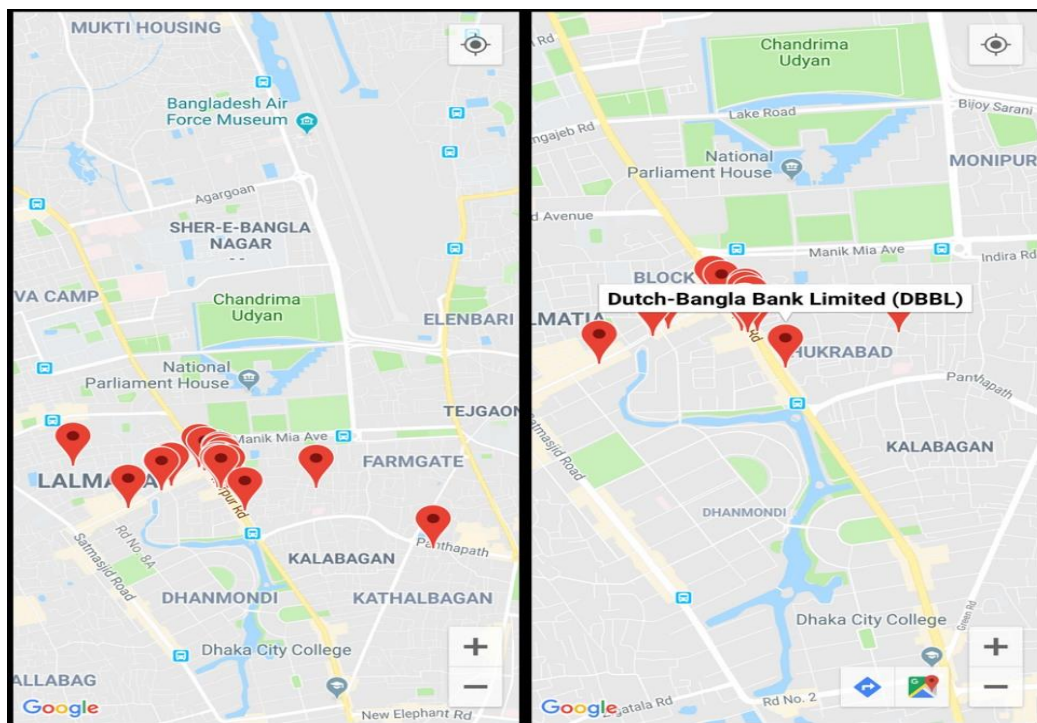 MUKTI HOUSING
Bangladesh Air
Force Museum
Agargoan
SHER-E-BANGLA
NAGAR
VA CAMP
Chandrima
Udyan
ELENBARI
National
Parliament House
TEJGAON
Manik Mia Ave
FARMGATE
Rd No. 8A
Satmasjid Road
Panthapath
KALABAGAN
DHANMONDI
KATHALBAGAN
Dhaka City College
ALLABAG
Google
New Elephant Rd
Chandrima
Udyan
Lake Road
Bijoy Sarani
ngajeb Rd
National
Parliament House
MONIPUR
d Avenue
Manik Mia Ave
Indira Rd
BLOCK
Dutch-Bangla Bank Limited (DBBL)
LMATIA
Rd
HUKRABAD
Panthapath
Satmasjid Road
KALABAGAN
DHANMONDI
Green Rd
Dhaka City College
Rd No. 2
Google